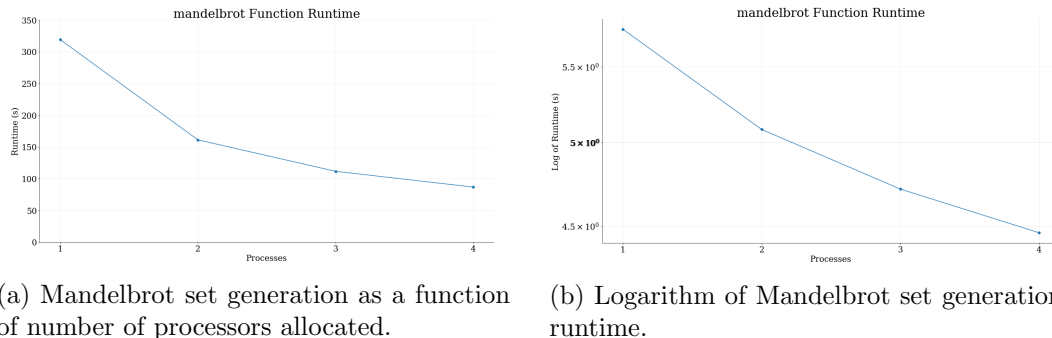 mandelbrot Function Runtime
350
300
250
200
150
100
50
0
Runtime (s)
1 2 3 4
Processes
(a) Mandelbrot set generation as a function
of number of processors allocated.
mandelbrot Function Runtime
5.5 × 10⁰
5 × 10⁰
4.5 × 10⁰
Log of Runtime (s)
1 2 3 4
Processes
(b) Logarithm of Mandelbrot set generation
runtime.